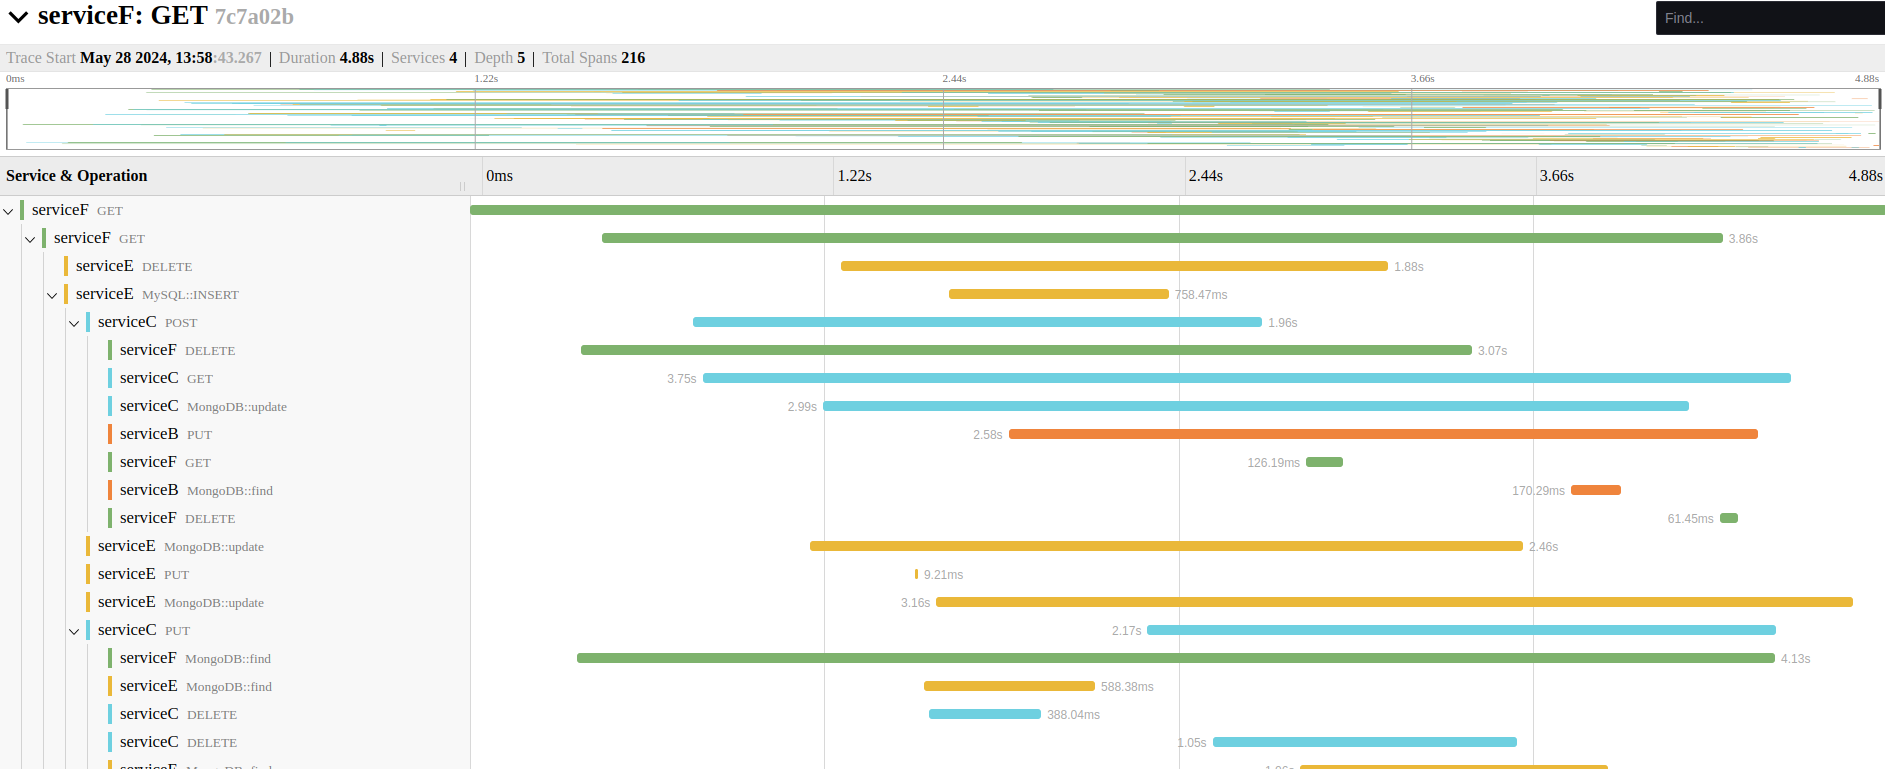 serviceF: GET 7c7a02b
Find...
Trace Start May 28 2024, 13:58:43.267 | Duration 4.88s | Services 4 | Depth 5 | Total Spans 216
0ms 1.22s 2.44s 3.66s 4.88s
Service & Operation 0ms 1.22s 2.44s 3.66s 4.88s
serviceF GET
serviceF GET 3.86s
serviceE DELETE 1.88s
serviceE MySQL::INSERT 758.47ms
serviceC POST 1.96s
serviceF DELETE 3.07s
serviceC GET 3.75s
serviceC MongoDB::update 2.99s
serviceB PUT 2.58s
serviceF GET 126.19ms
serviceB MongoDB::find 170.29ms
serviceF DELETE 61.45ms
serviceE MongoDB::update 2.46s
serviceE PUT 9.21ms
serviceE MongoDB::update 3.16s
serviceC PUT 2.17s
serviceF MongoDB::find 4.13s
serviceE MongoDB::find 588.38ms
serviceC DELETE 388.04ms
serviceC DELETE 1.05s
serviceE MongoDB::find 1.06s